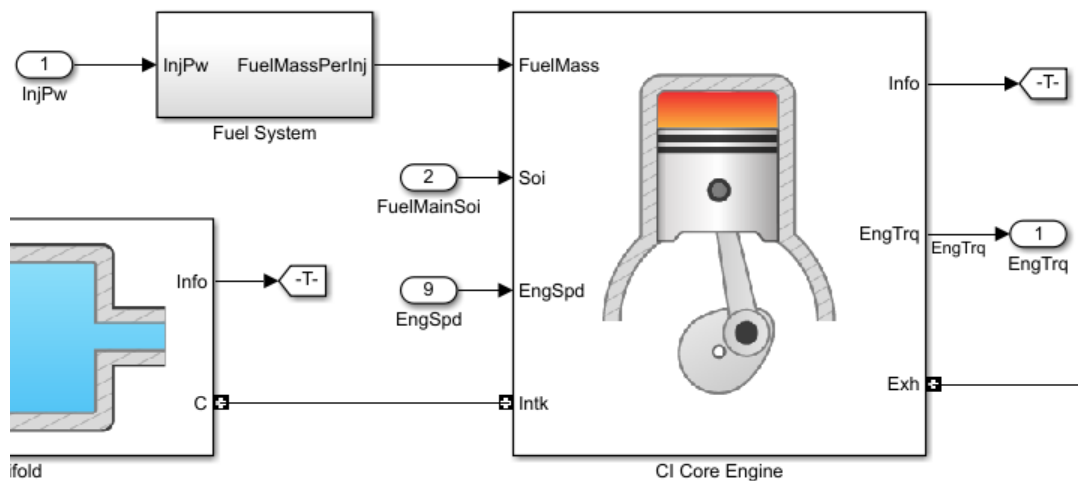 1
InjPw
InjPw
FuelMassPerInj
Fuel System
FuelMass
Info
-T-
2
FuelMainSoi
Soi
EngTrq
EngTrq
1
EngTrq
Info
-T-
9
EngSpd
EngSpd
C
Intk
Exh
ifold
CI Core Engine